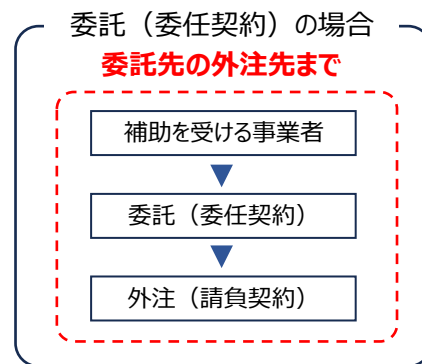 委託（委任契約）の場合
委託先の外注先まで
補助を受ける事業者
委託（委任契約）
外注（請負契約）